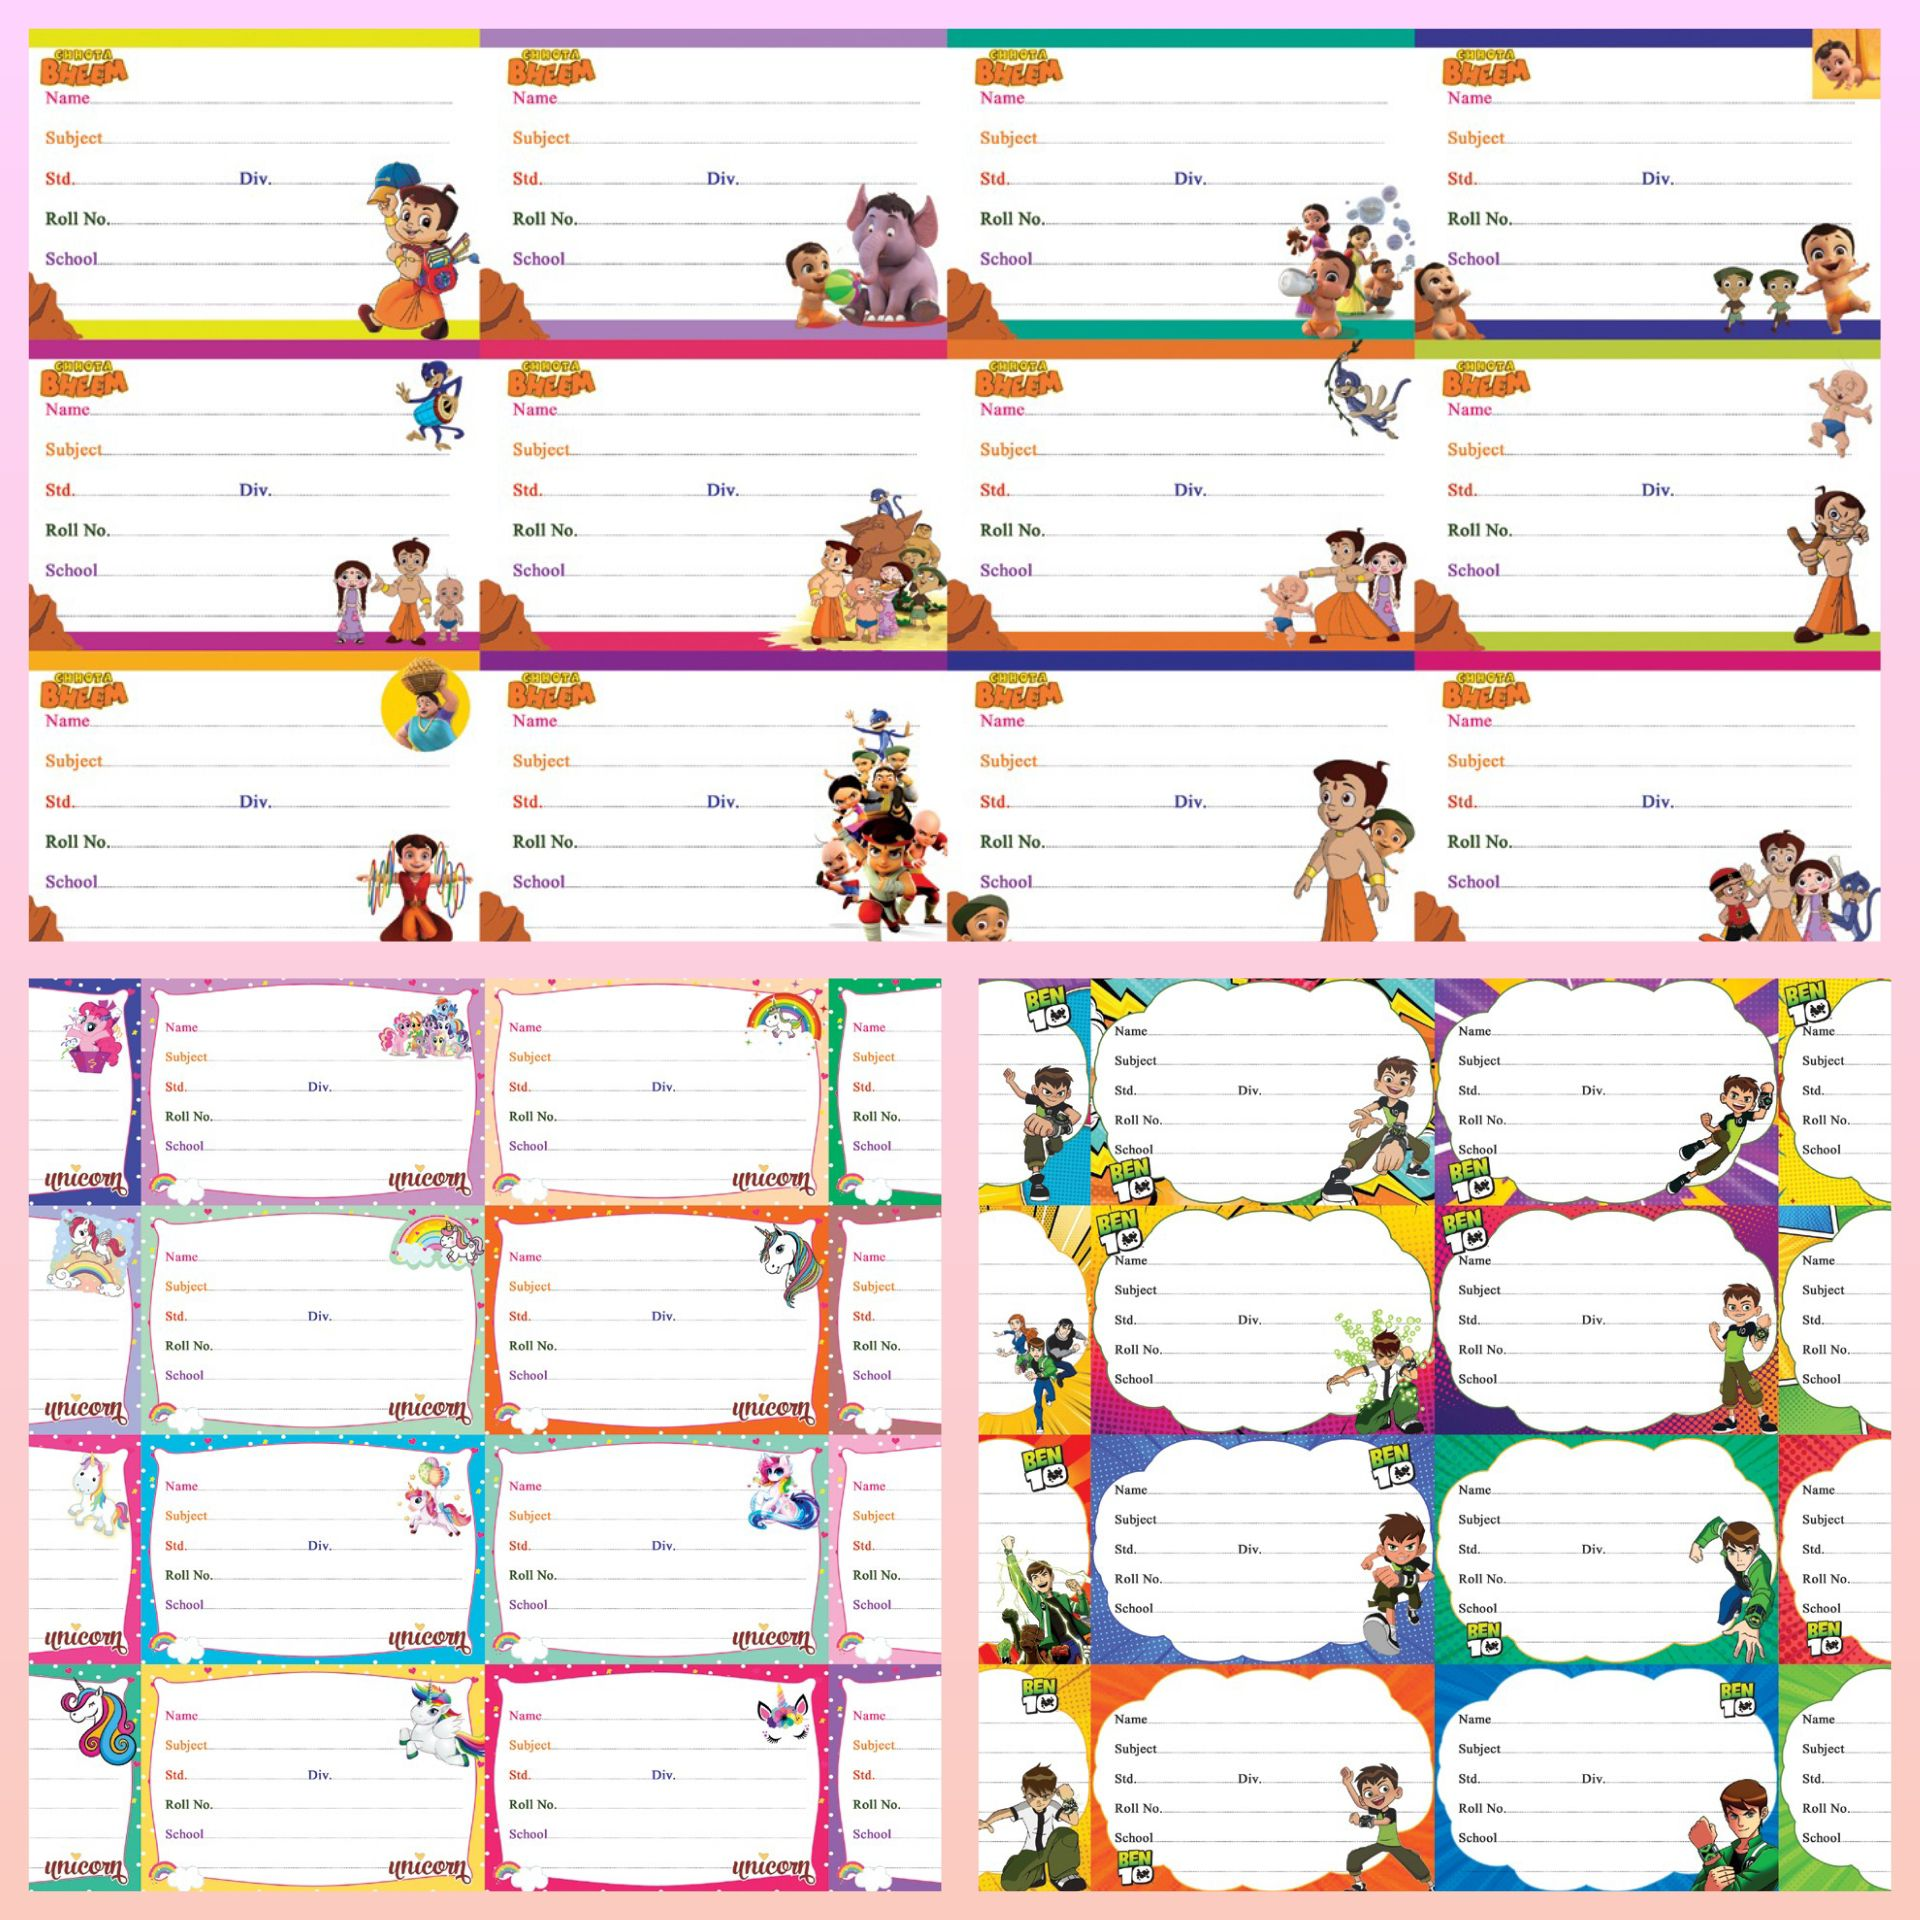 CHHOTA
BHEEM
Name
Subject
Std. Div.
Roll No.
School
CHHOTA
BHEEM
Name
Subject
Std. Div.
Roll No.
School
CHHOTA
BHEEM
Name
Subject
Std. Div.
Roll No.
School
CHHOTA
BHEEM
Name
Subject
Std. Div.
Roll No.
School
CHHOTA
BHEEM
Name
Subject
Std. Div.
Roll No.
School
CHHOTA
BHEEM
Name
Subject
Std. Div.
Roll No.
School
CHHOTA
BHEEM
Name
Subject
Std. Div.
Roll No.
School
CHHOTA
BHEEM
Name
Subject
Std. Div.
Roll No.
School
CHHOTA
BHEEM
Name
Subject
Std. Div.
Roll No.
School
CHHOTA
BHEEM
Name
Subject
Std. Div.
Roll No.
School
CHHOTA
BHEEM
Name
Subject
Std. Div.
Roll No.
School
CHHOTA
BHEEM
Name
Subject
Std. Div.
Roll No.
School
unicorn
Name
Subject
Std. Div.
Roll No.
School
unicorn
Name
Subject
Std. Div.
Roll No.
School
unicorn
Name
Subject
Std.
Roll No.
School
unicorn
Name
Subject
Std. Div.
Roll No.
School
unicorn
Name
Subject
Std. Div.
Roll No.
School
unicorn
Name
Subject
Std.
Roll No.
School
unicorn
Name
Subject
Std. Div.
Roll No.
School
unicorn
Name
Subject
Std. Div.
Roll No.
School
unicorn
Name
Subject
Std.
Roll No.
School
unicorn
Name
Subject
Std. Div.
Roll No.
School
unicorn
Name
Subject
Std. Div.
Roll No.
School
unicorn
Name
Subject
Std.
Roll No.
School
BEN
10
Name
Subject
Std. Div.
Roll No.
School
BEN
10
Name
Subject
Std. Div.
Roll No.
School
BEN
10
BEN
10
Name
Subject
Std.
Roll No.
School
BEN
10
Name
Subject
Std. Div.
Roll No.
School
BEN
10
Name
Subject
Std. Div.
Roll No.
School
Name
Subject
Std.
Roll No.
School
BEN
10
BEN
10
Name
Subject
Std. Div.
Roll No.
School
Name
Subject
Std. Div.
Roll No.
School
BEN
10
Name
Subject
Std.
Roll No.
School
BEN
10
BEN
10
Name
Subject
Std. Div.
Roll No.
School
BEN
10
BEN
10
Name
Subject
Std. Div.
Roll No.
School
Name
Subject
Std.
Roll No.
School